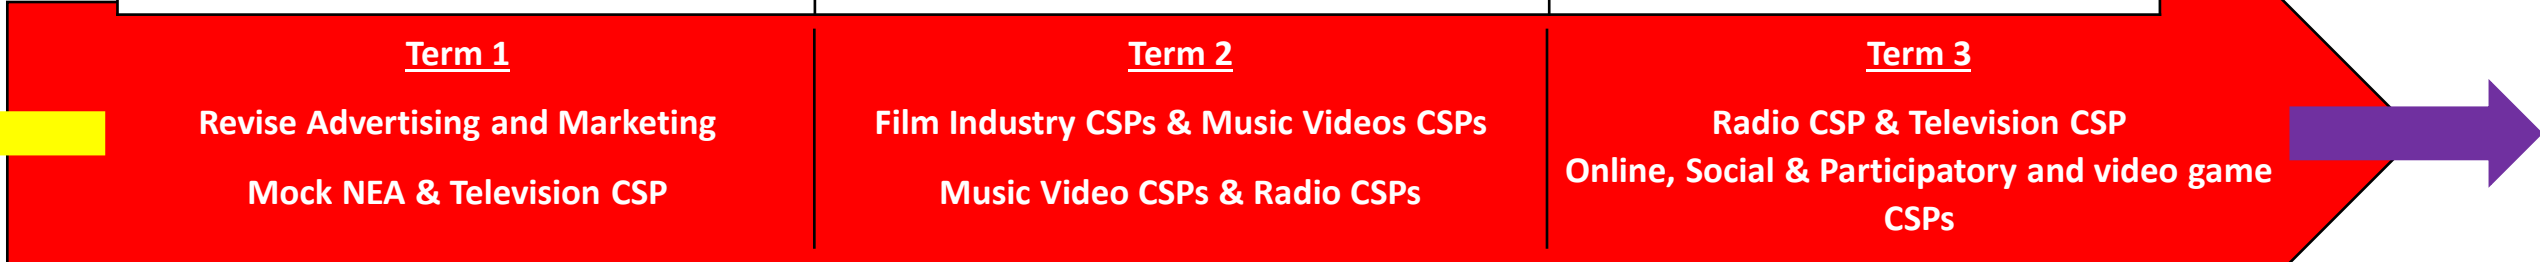 Term 1
Revise Advertising and Marketing
Mock NEA & Television CSP
Term 2
Film Industry CSPs & Music Videos CSPs
Music Video CSPs & Radio CSPs
Term 3
Radio CSP & Television CSP
Online, Social & Participatory and video game
CSPs